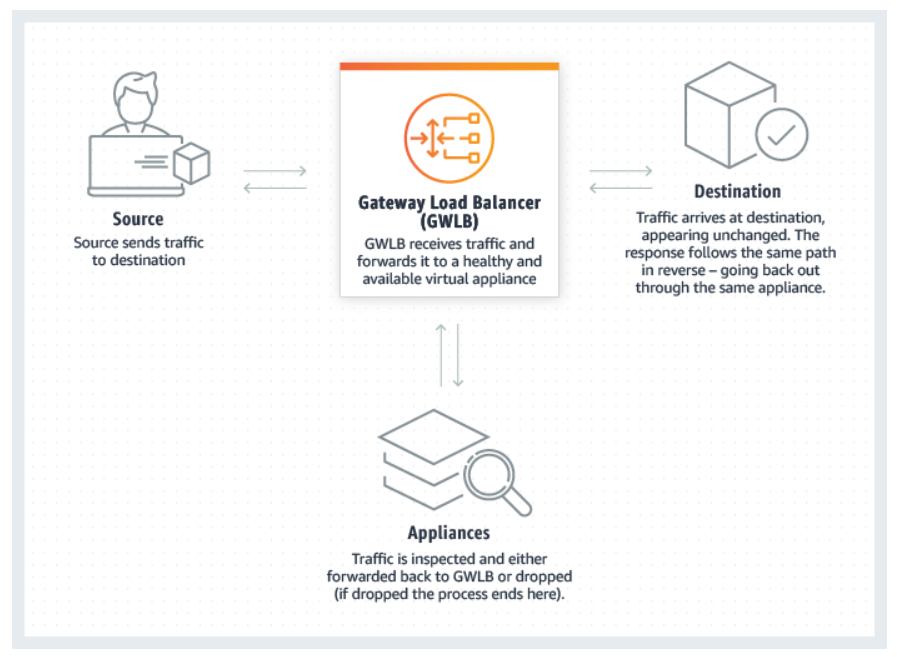 Source
Source sends traffic
to destination
Gateway Load Balancer
(GWLB)
GWLB receives traffic and
forwards it to a healthy and
available virtual appliance
Destination
Traffic arrives at destination,
appearing unchanged. The
response follows the same path
in reverse – going back out
through the same appliance.
Appliances
Traffic is inspected and either
forwarded back to GWLB or dropped
(if dropped the process ends here).